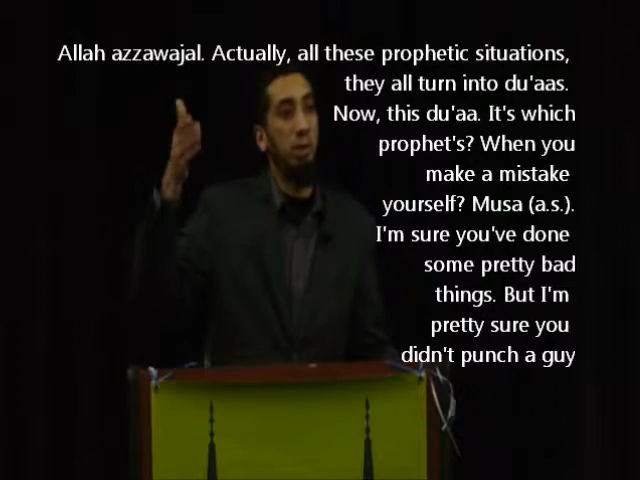 Allah azzawajal. Actually, all these prophetic situations,
they all turn into du'aas.
Now, this du'aa. It's which
prophet's? When you
make a mistake
yourself? Musa (a.s.).
I'm sure you've done
some pretty bad
things. But I'm
pretty sure you
didn't punch a guy